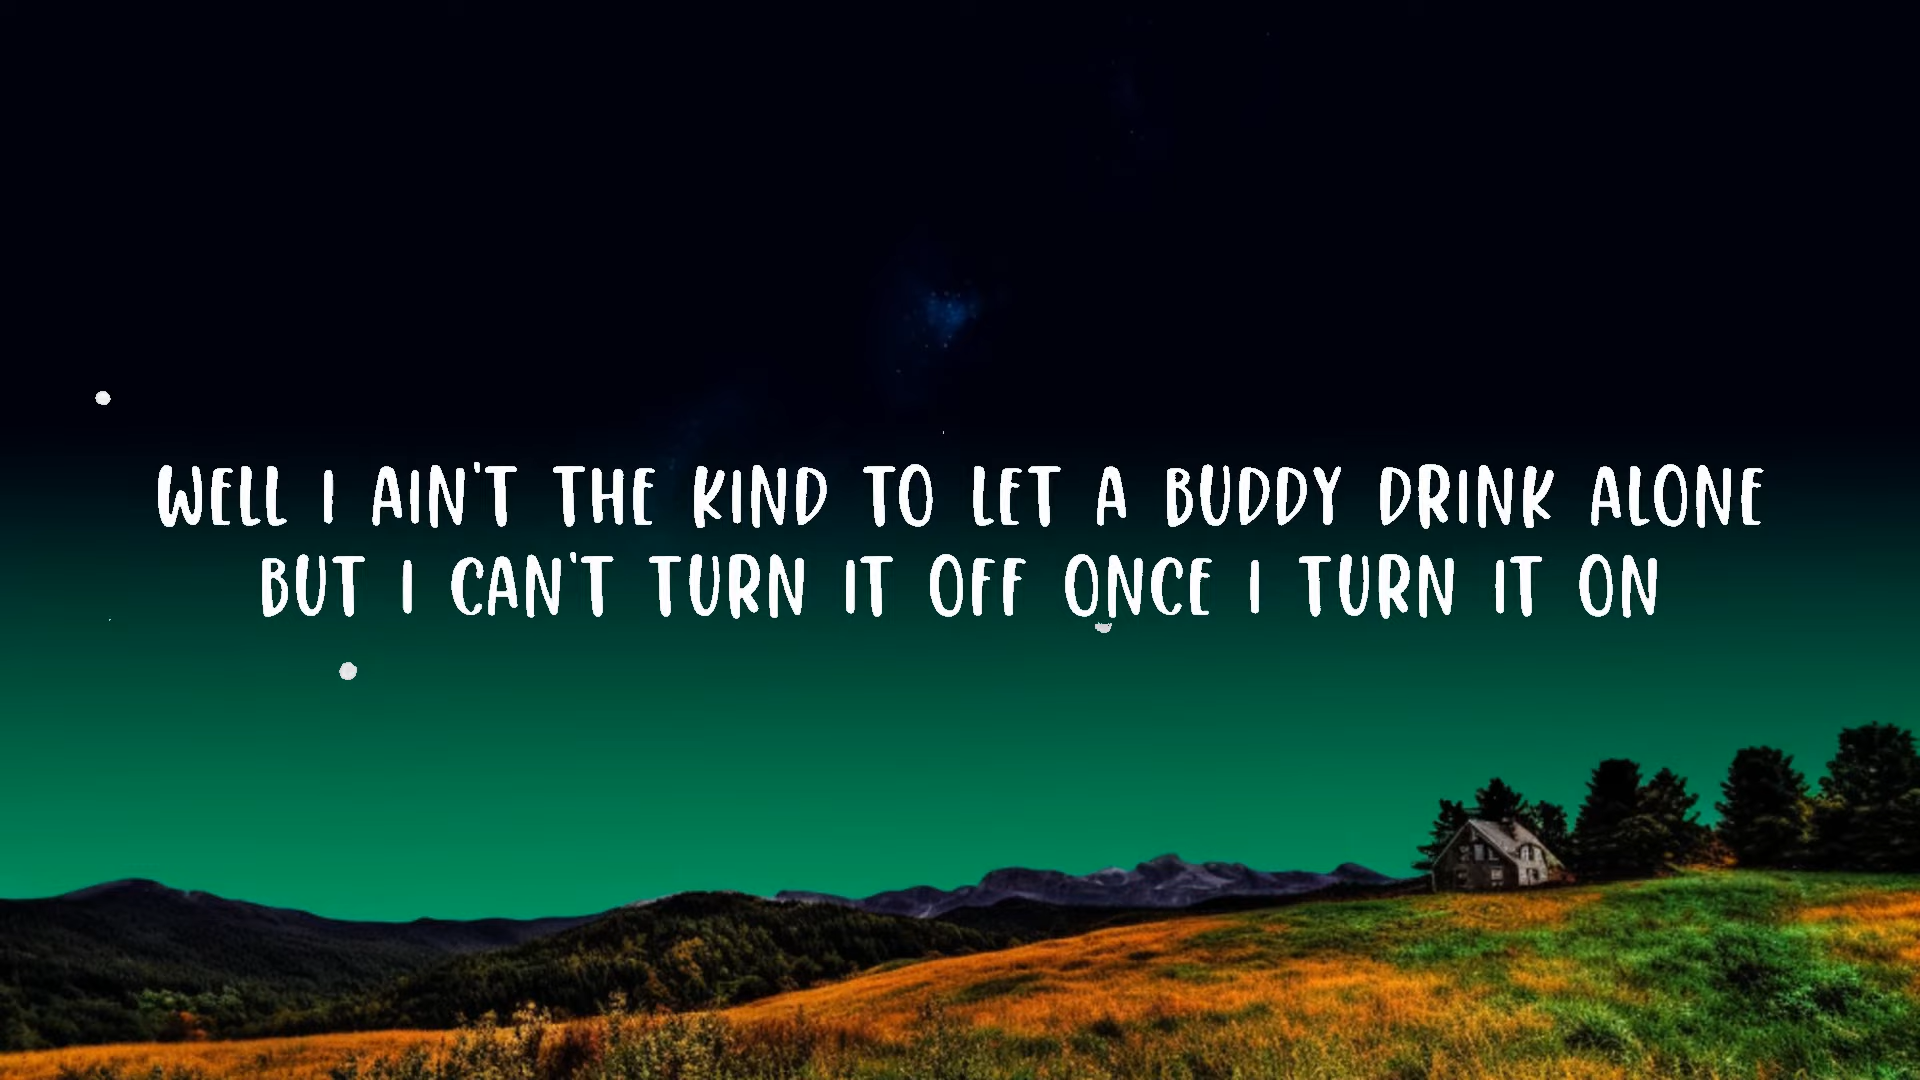 WELL I AIN'T THE KIND TO LET A BUDDY DRINK ALONE
BUT I CAN'T TURN IT OFF ONCE I TURN IT ON